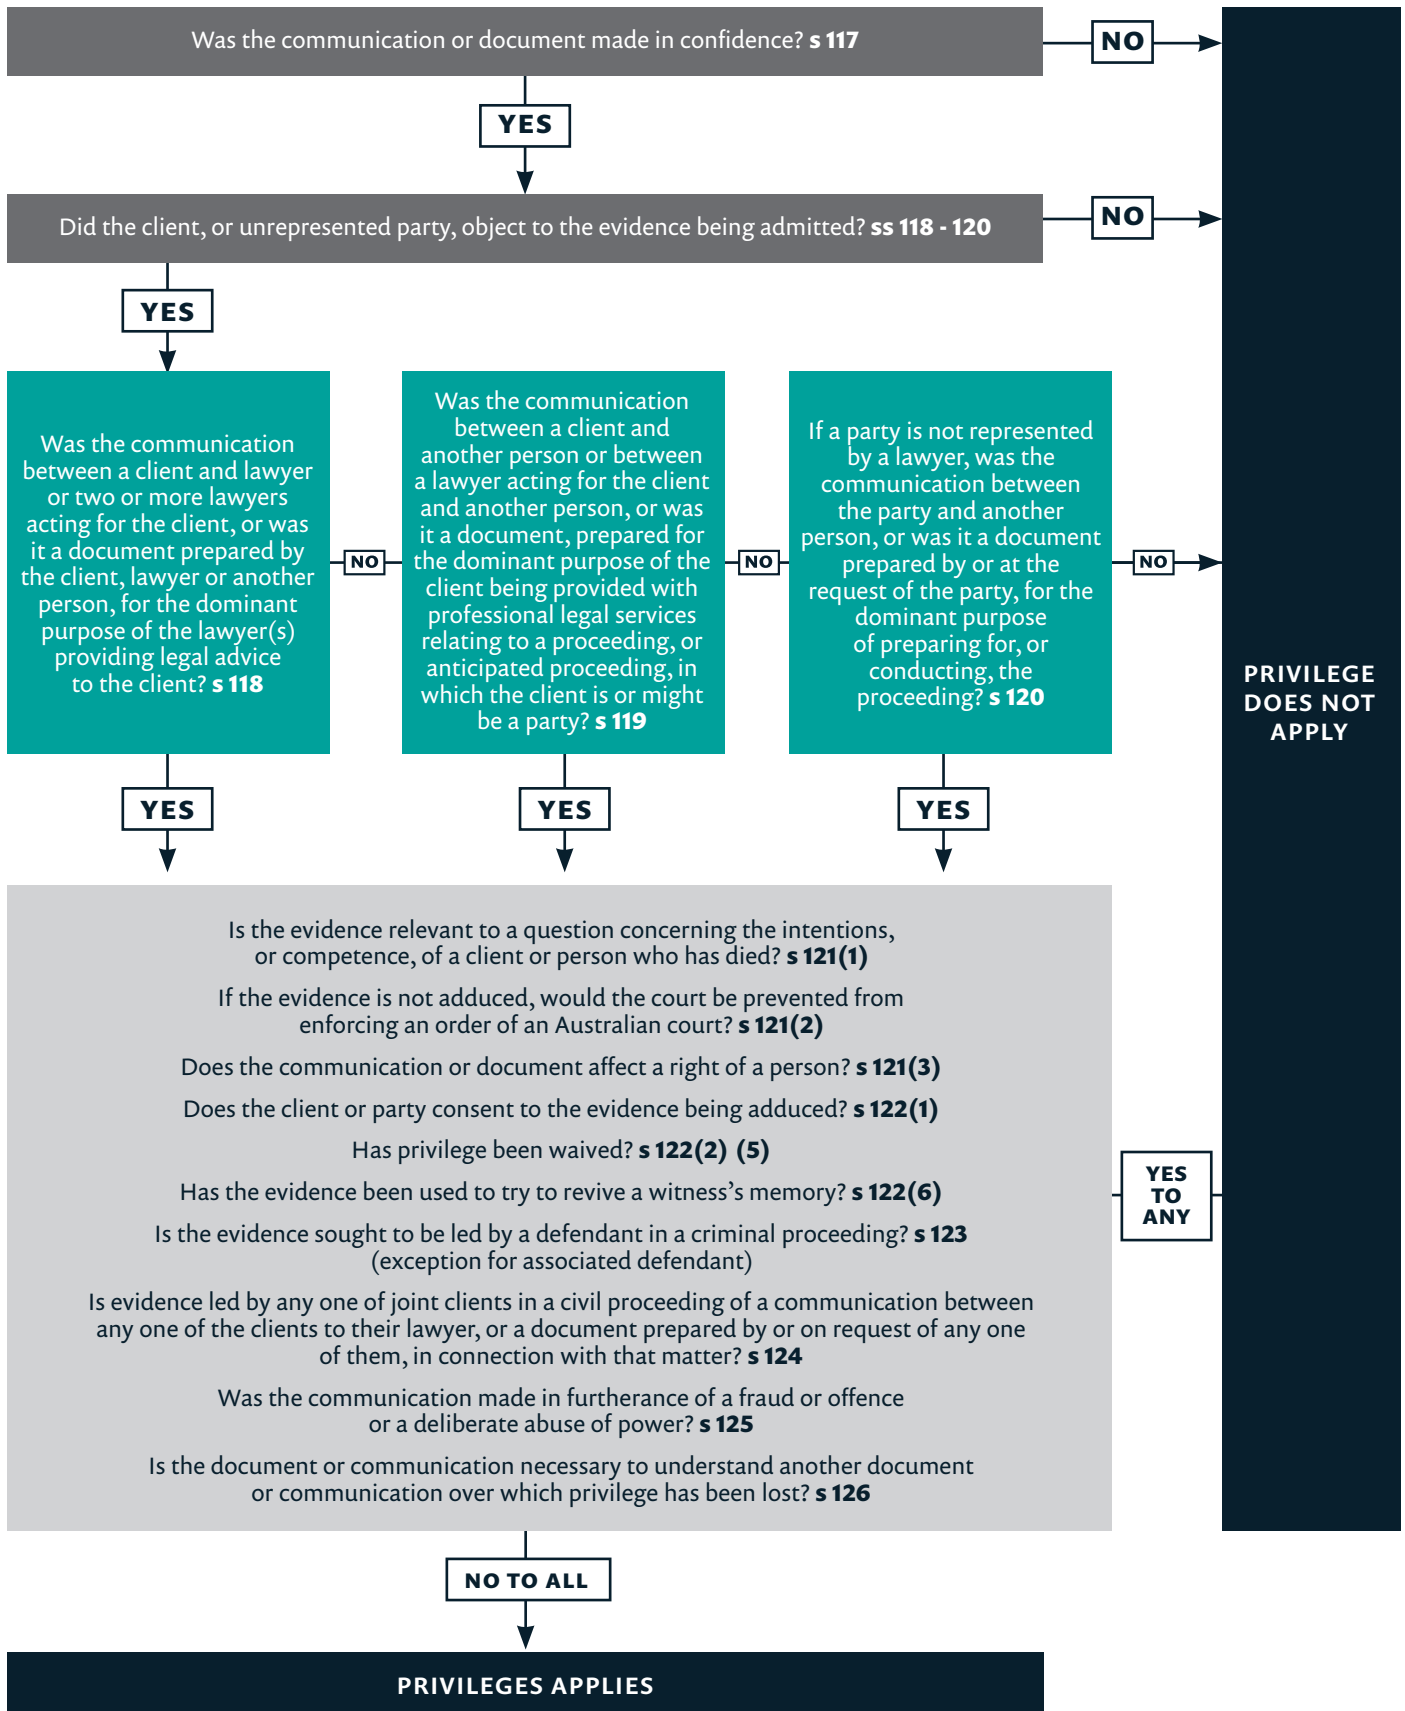 Was the communication or document made in confidence? s 117
NO
YES
Did the client, or unrepresented party, object to the evidence being admitted? ss 118 - 120
NO
YES
Was the communication
between a client and lawyer
or two or more lawyers
acting for the client, or was
it a document prepared by
the client, lawyer or another
person, for the dominant
purpose of the lawyer(s)
providing legal advice
to the client? s 118
NO
Was the communication
between a client and
another person or between
a lawyer acting for the client
and another person, or was
it a document, prepared for
the dominant purpose of the
client being provided with
professional legal services
relating to a proceeding, or
anticipated proceeding, in
which the client is or might
be a party? s 119
NO
If a party is not represented
by a lawyer, was the
communication between
the party and another
person, or was it a document
prepared by or at the
request of the party, for the
dominant purpose
of preparing for, or
conducting, the
proceeding? s 120
NO
PRIVILEGE
DOES NOT
APPLY
YES
YES
YES
Is the evidence relevant to a question concerning the intentions,
or competence, of a client or person who has died? s 121(1)
If the evidence is not adduced, would the court be prevented from
enforcing an order of an Australian court? s 121(2)
Does the communication or document affect a right of a person? s 121(3)
Does the client or party consent to the evidence being adduced? s 122(1)
Has privilege been waived? s 122(2) (5)
Has the evidence been used to try to revive a witness’s memory? s 122(6)
Is the evidence sought to be led by a defendant in a criminal proceeding? s 123
(exception for associated defendant)
Is evidence led by any one of joint clients in a civil proceeding of a communication between
any one of the clients to their lawyer, or a document prepared by or on request of any one
of them, in connection with that matter? s 124
Was the communication made in furtherance of a fraud or offence
or a deliberate abuse of power? s 125
Is the document or communication necessary to understand another document
or communication over which privilege has been lost? s 126
YES
TO
ANY
NO TO ALL
PRIVILEGES APPLIES